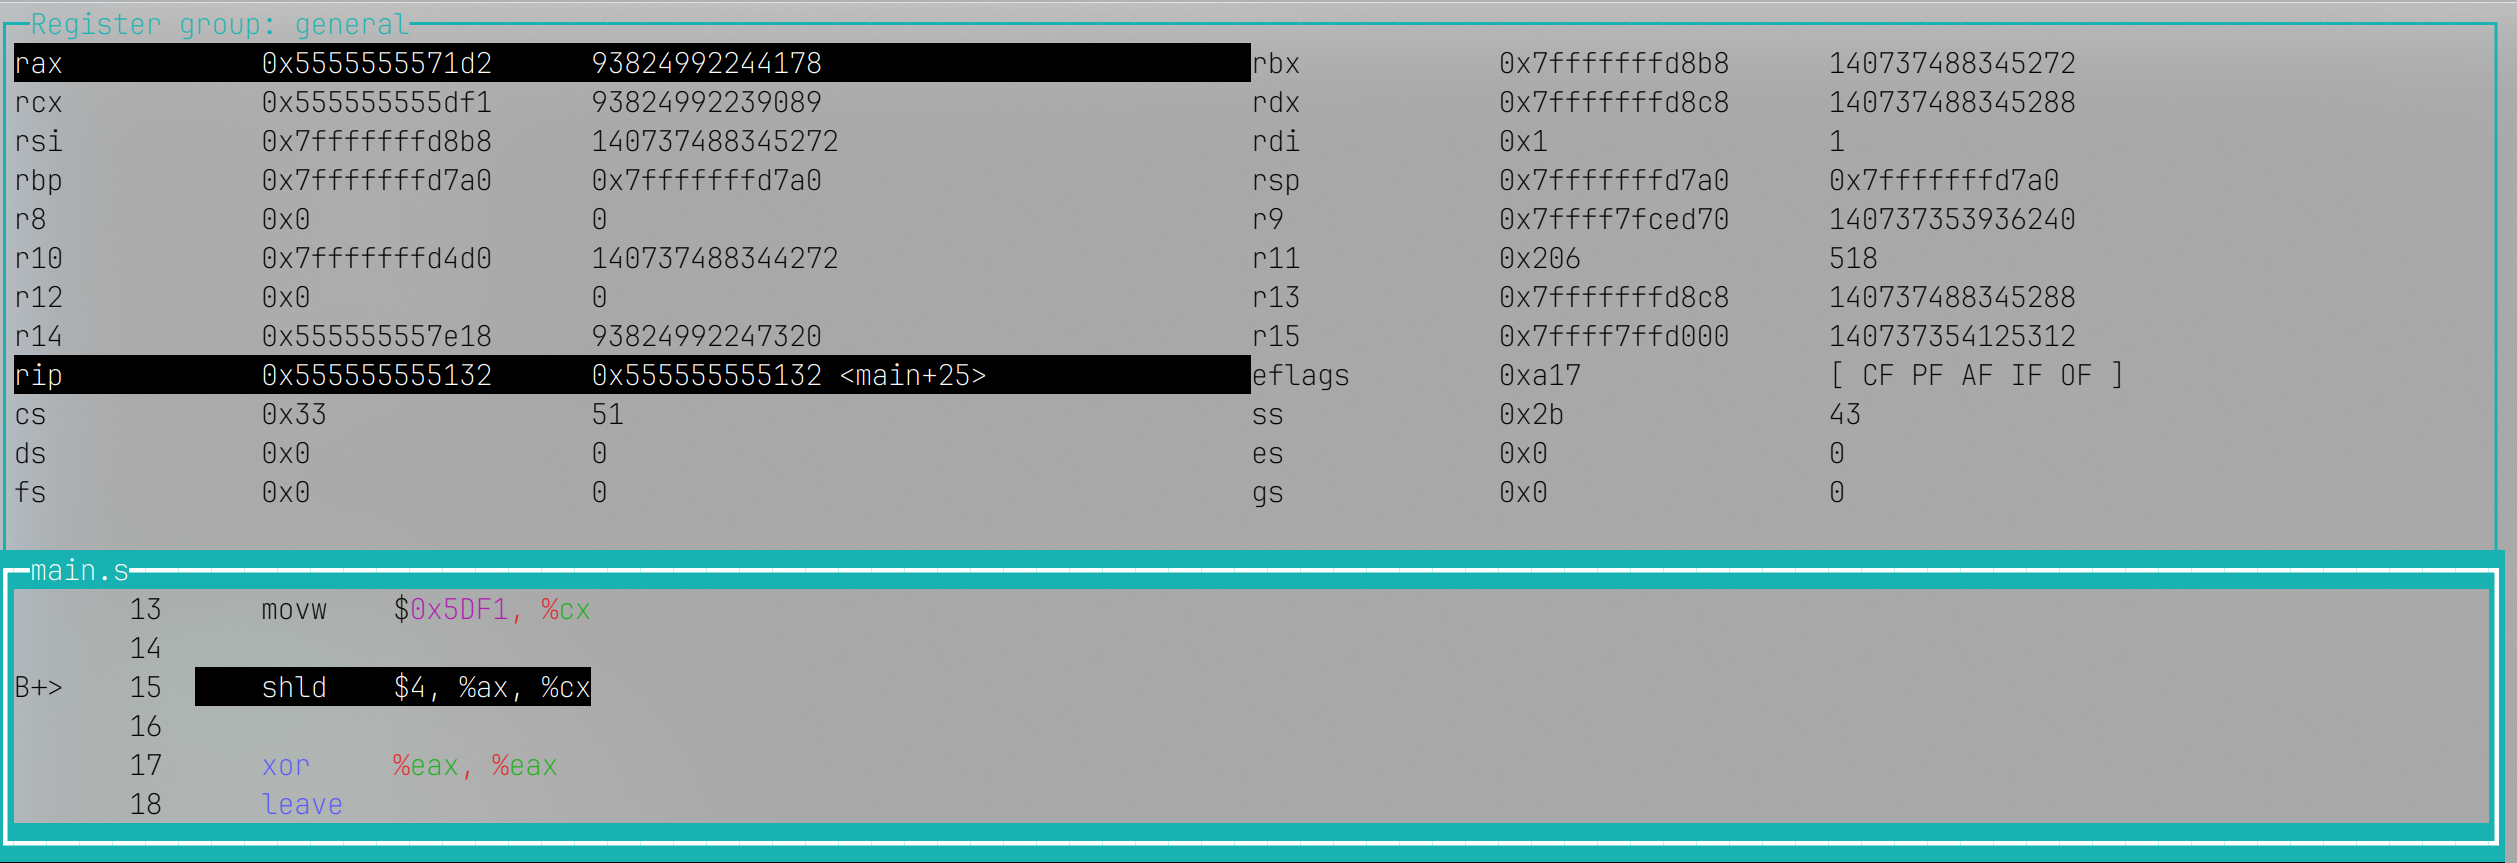 Register group: general
rax 0x5555555571d2 93824992244178 rbx 0x7fffffffd8b8 140737488345272
rcx 0x555555555df1 93824992239089 rdx 0x7fffffffd8c8 140737488345288
rsi 0x7fffffffd8b8 140737488345272 rdi 0x1 1
rbp 0x7fffffffd7a0 0x7fffffffd7a0 rsp 0x7fffffffd7a0 0x7fffffffd7a0
r8 0x0 0 r9 0x7ffff7fced70 140737353936240
r10 0x7fffffffd4d0 140737488344272 r11 0x206 518
r12 0x0 0 r13 0x7fffffffd8c8 140737488345288
r14 0x555555557e18 93824992247320 r15 0x7ffff7ffd000 140737354125312
rip 0x555555555132 0x555555555132 <main+25> eflags 0xa17 [ CF PF AF IF OF ]
cs 0x33 51 ss 0x2b 43
ds 0x0 0 es 0x0 0
fs 0x0 0 gs 0x0 0
main.s
13 movw $0x5DF1, %cx
14
B+> 15 shld $4, %ax, %cx
16
17 xor %eax, %eax
18 leave